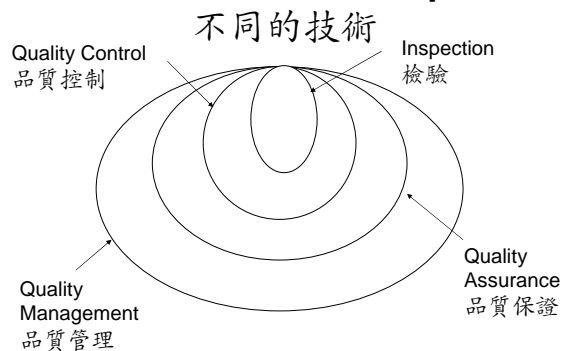 不同的技術
Quality Control
品質控制
Inspection
檢驗
Quality
Assurance
品質保證
Quality
Management
品質管理